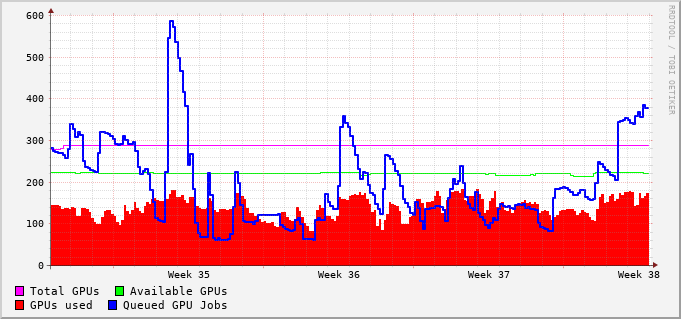 600
500
400
300
200
100
0
Week 35 Week 36 Week 37 Week 38
Total GPUs Available GPUs
GPUs used Queued GPU Jobs
RRDTOOL / TOBI OETIKER